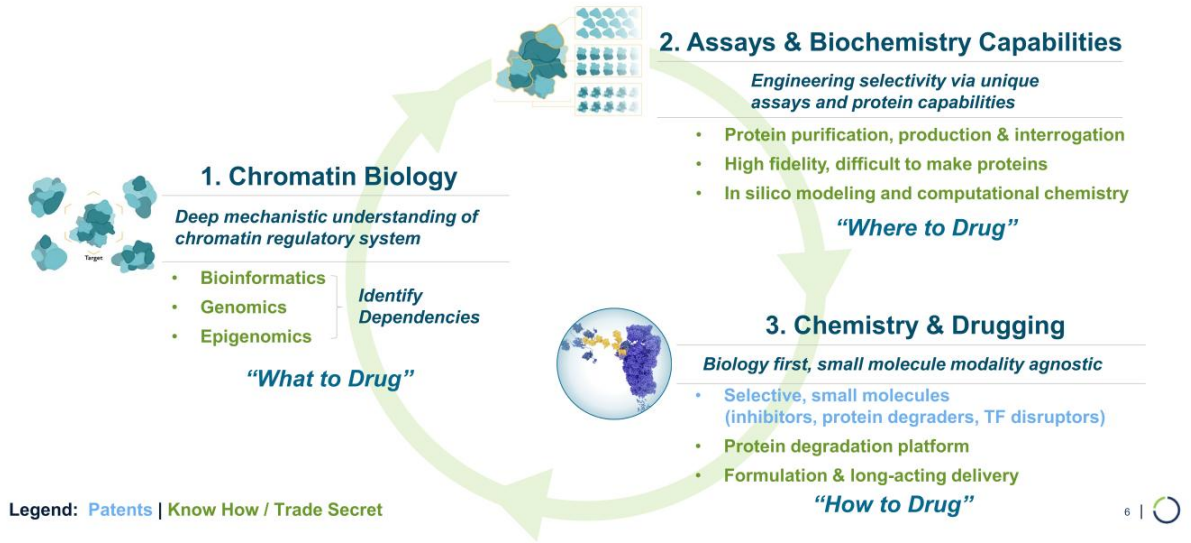 1. Chromatin Biology
Deep mechanistic understanding of
chromatin regulatory system
• Bioinformatics
• Genomics
• Epigenomics
Identify
Dependencies
“What to Drug”
Target
2. Assays & Biochemistry Capabilities
Engineering selectivity via unique
assays and protein capabilities
• Protein purification, production & interrogation
• High fidelity, difficult to make proteins
• In silico modeling and computational chemistry
“Where to Drug”
3. Chemistry & Drugging
Biology first, small molecule modality agnostic
• Selective, small molecules
(inhibitors, protein degraders, TF disruptors)
• Protein degradation platform
• Formulation & long-acting delivery
“How to Drug”
Legend: Patents | Know How / Trade Secret
6 |